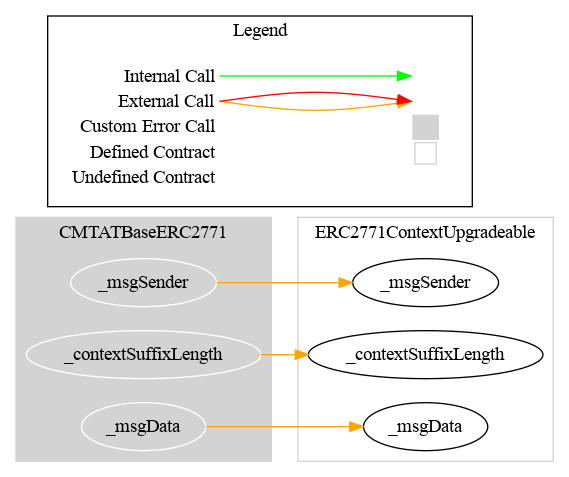 Legend
Internal Call
External Call
Custom Error Call
Defined Contract
Undefined Contract
CMTATBaseERC2771
ERC2771ContextUpgradeable
_msgSender
_msgSender
_contextSuffixLength
_contextSuffixLength
_msgData
_msgData